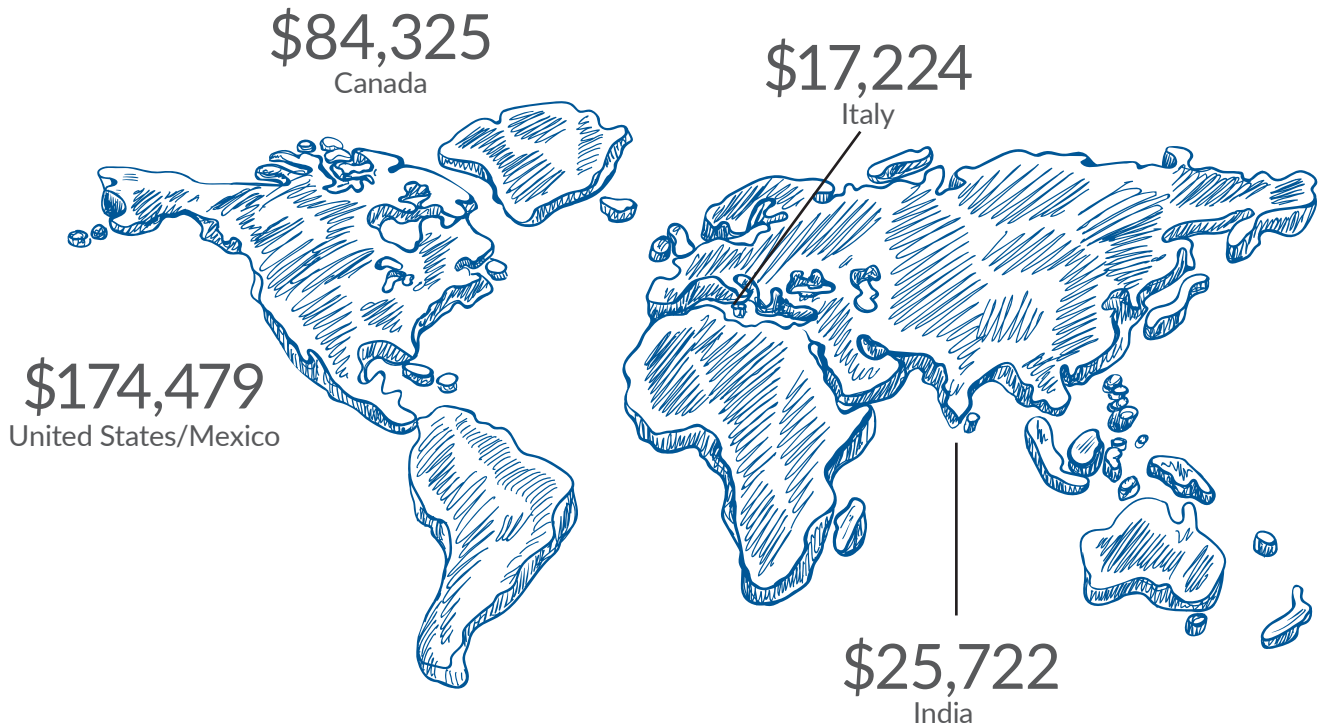 $84,325
Canada
$17,224
Italy
$174,479
United States/Mexico
$25,722
India